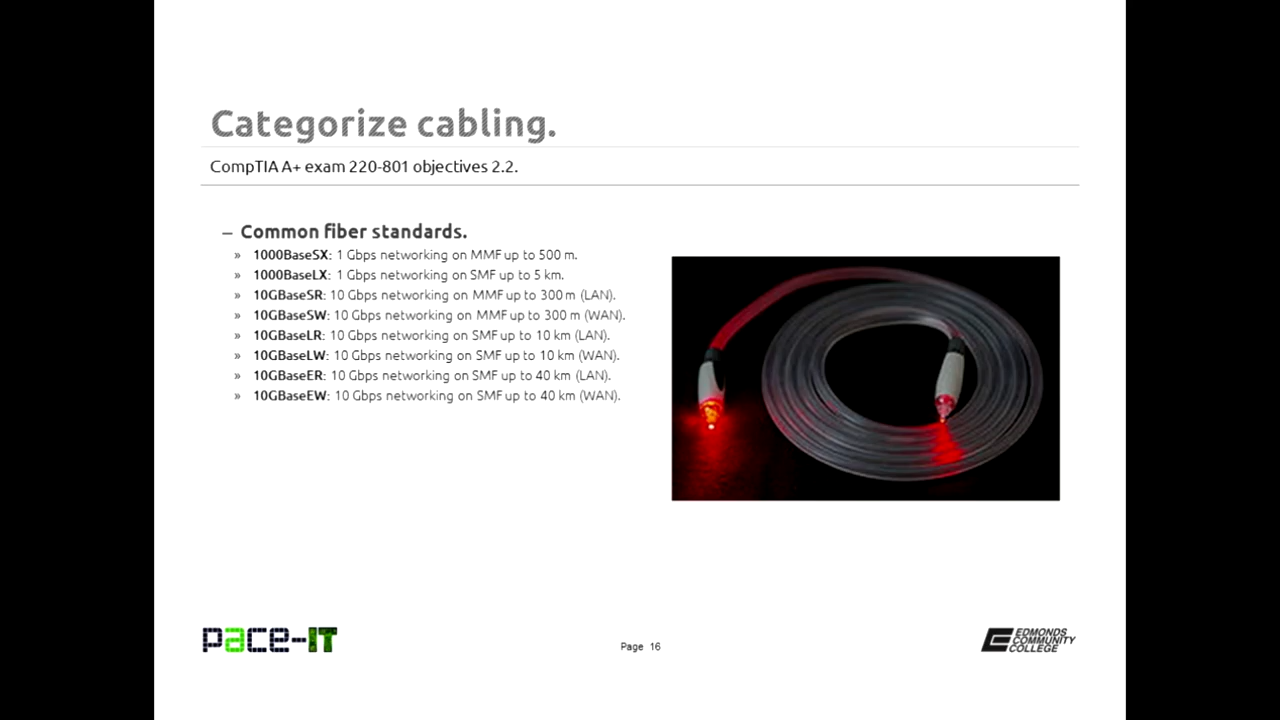 Categorize cabling.
CompTIA A+ exam 220-801 objectives 2.2.
– Common fiber standards.
» 1000BaseSX: 1 Gbps networking on MMF up to 500 m.
» 1000BaseLX: 1 Gbps networking on SMF up to 5 km.
» 10GBaseSR: 10 Gbps networking on MMF up to 300 m (LAN).
» 10GBaseSW: 10 Gbps networking on MMF up to 300 m (WAN).
» 10GBaseLR: 10 Gbps networking on SMF up to 10 km (LAN).
» 10GBaseLW: 10 Gbps networking on SMF up to 10 km (WAN).
» 10GBaseER: 10 Gbps networking on SMF up to 40 km (LAN).
» 10GBaseEW: 10 Gbps networking on SMF up to 40 km (WAN).
pace-IT
Page 16
EDMONDS
COMMUNITY
COLLEGE